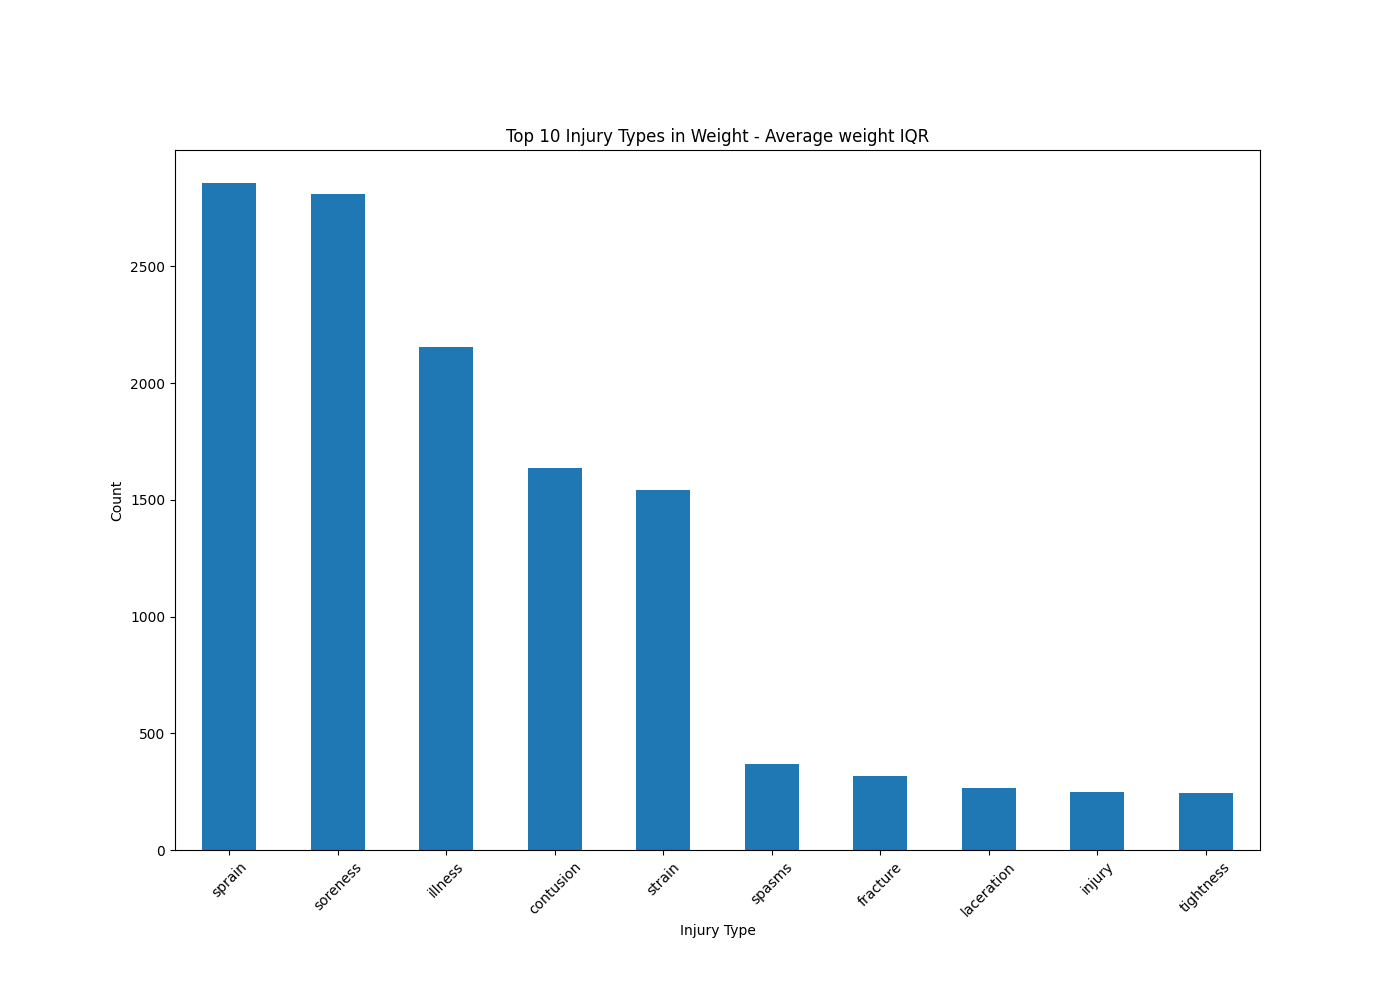 Top 10 Injury Types in Weight - Average weight IQR
Count
2500
2000
1500
1000
500
0
sprain
soreness
illness
contusion
strain
spasms
fracture
laceration
injury
tightness
Injury Type